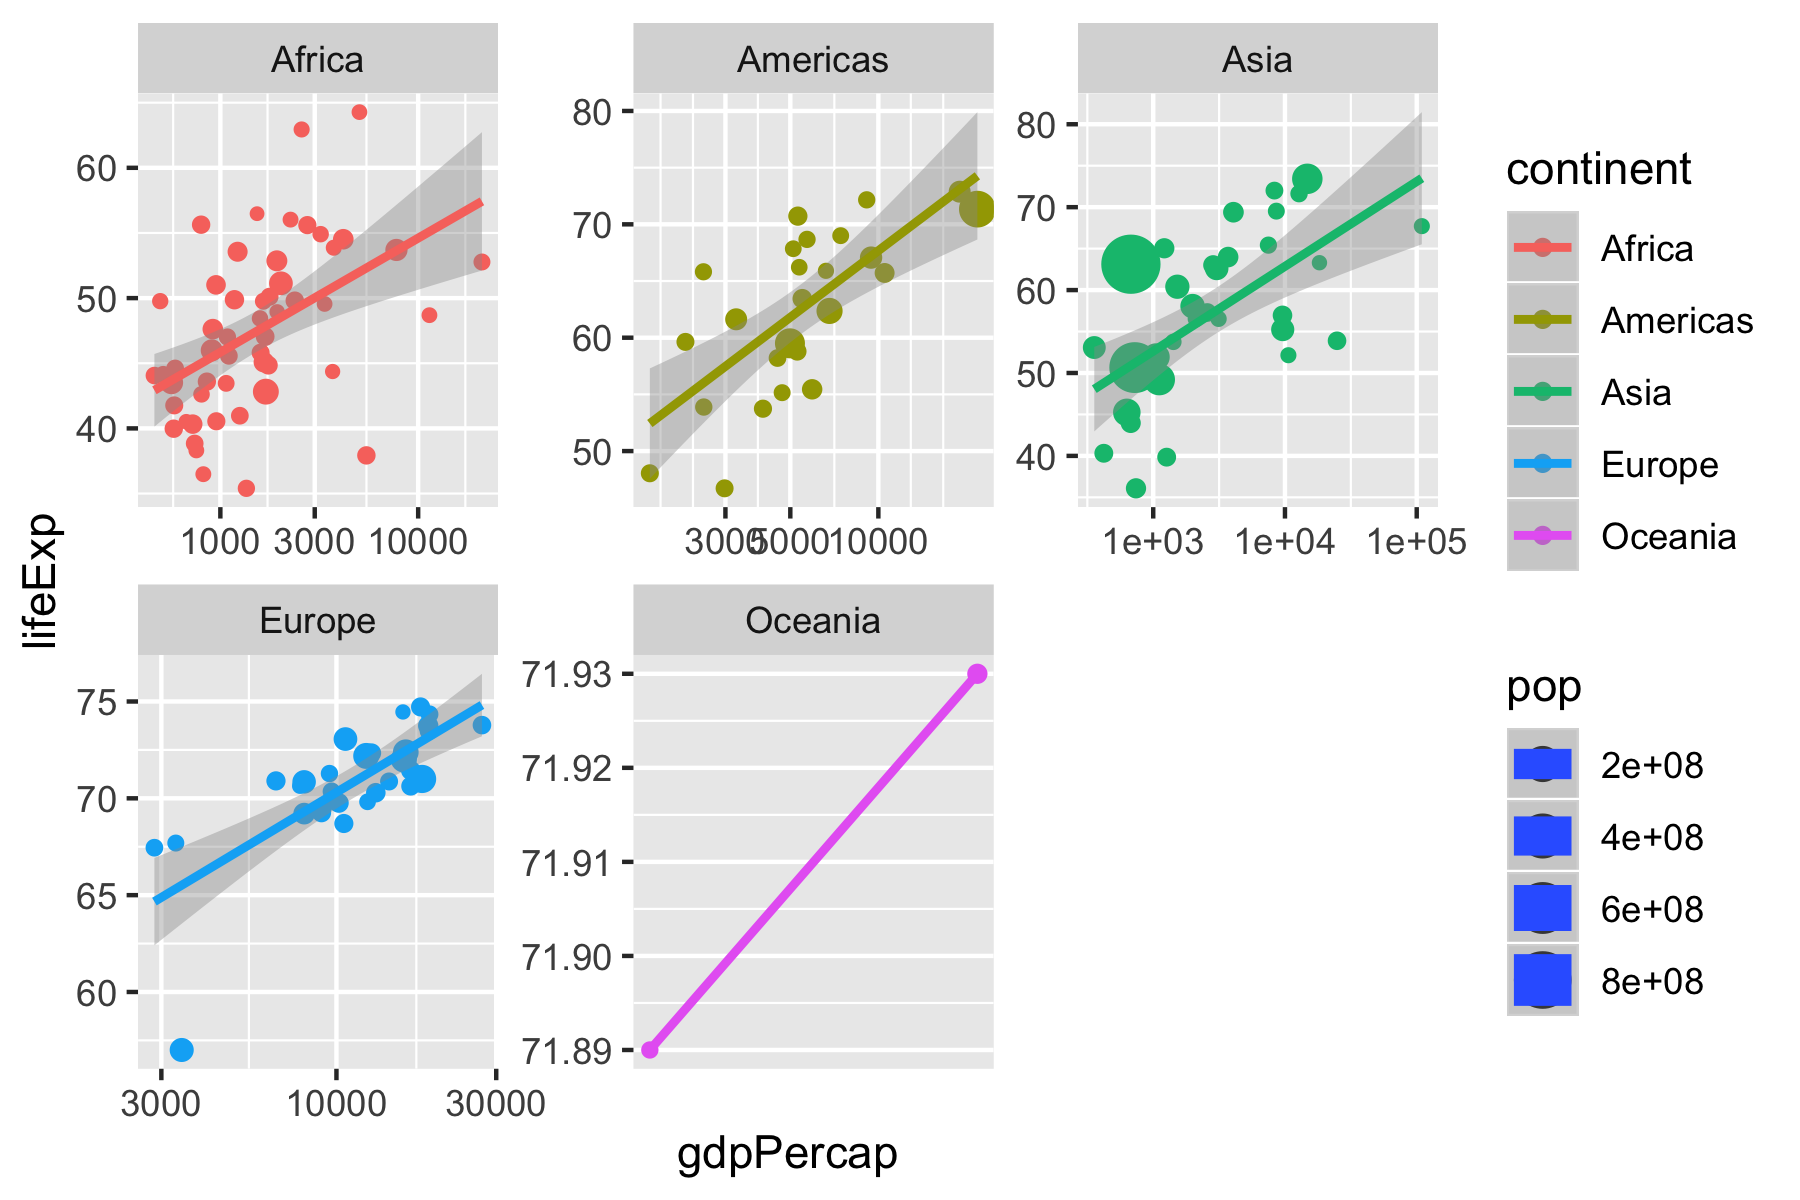 Africa
Americas
Asia
60
50
40
1000 3000 10000
80
70
60
50
3000 5000 10000
80
70
60
50
40
1e+03 1e+04 1e+05
Europe
Oceania
75
70
65
60
3000 10000 30000
71.93
71.92
71.91
71.90
71.89
lifeExp
gdpPercap
continent
Africa
Americas
Asia
Europe
Oceania
pop
2e+08
4e+08
6e+08
8e+08